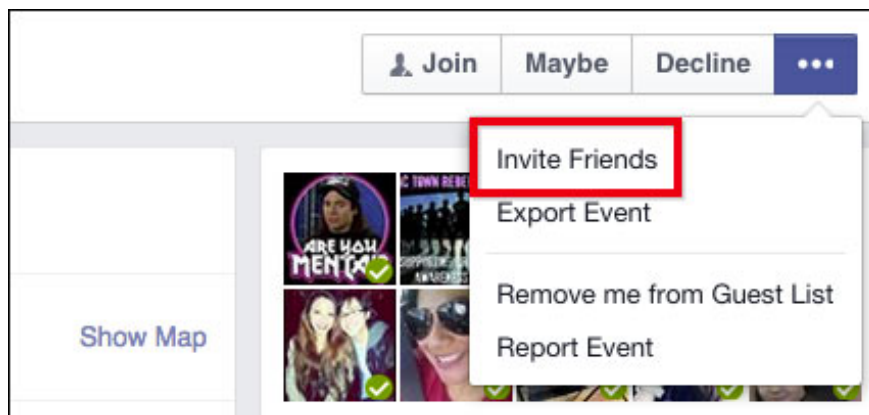 Join Maybe Decline
Invite Friends
Export Event
Remove me from Guest List
Report Event
Show Map
C TOWN REBE
ARE YOU
MENTAL
AWARENESS